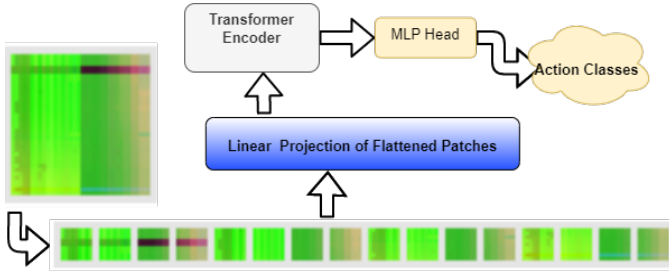 Transformer
Encoder
MLP Head
Action Classes
Linear Projection of Flattened Patches